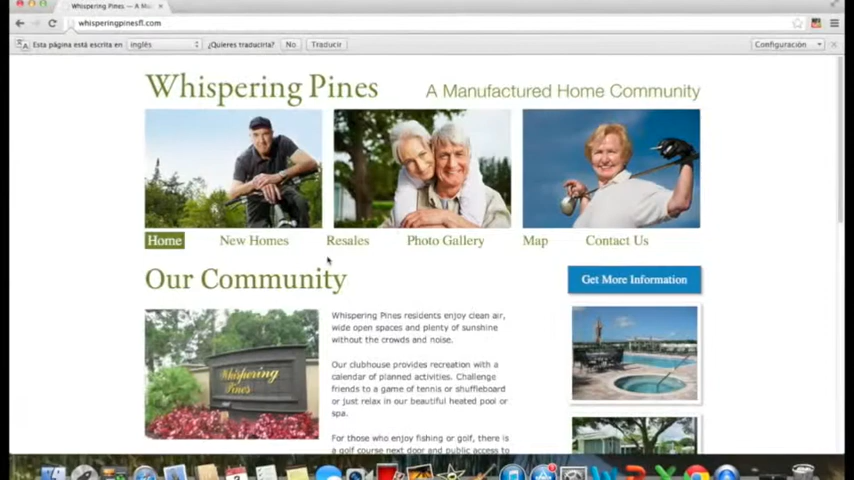 Whispering Pines — A Ma
whisperingpinesfl.com
Esta página está escrita en inglés ¿Quieres traducirla? No Traducir Configuración
Whispering Pines
A Manufactured Home Community
Home New Homes Resales Photo Gallery Map Contact Us
Our Community
Get More Information
Whispering Pines
Whispering Pines residents enjoy clean air,
wide open spaces and plenty of sunshine
without the crowds and noise.
Our clubhouse provides recreation with a
calendar of planned activities. Challenge
friends to a game of tennis or shuffleboard
or just relax in our beautiful heated pool or
spa.
For those who enjoy fishing or golf, there is
a golf course next door and public access to